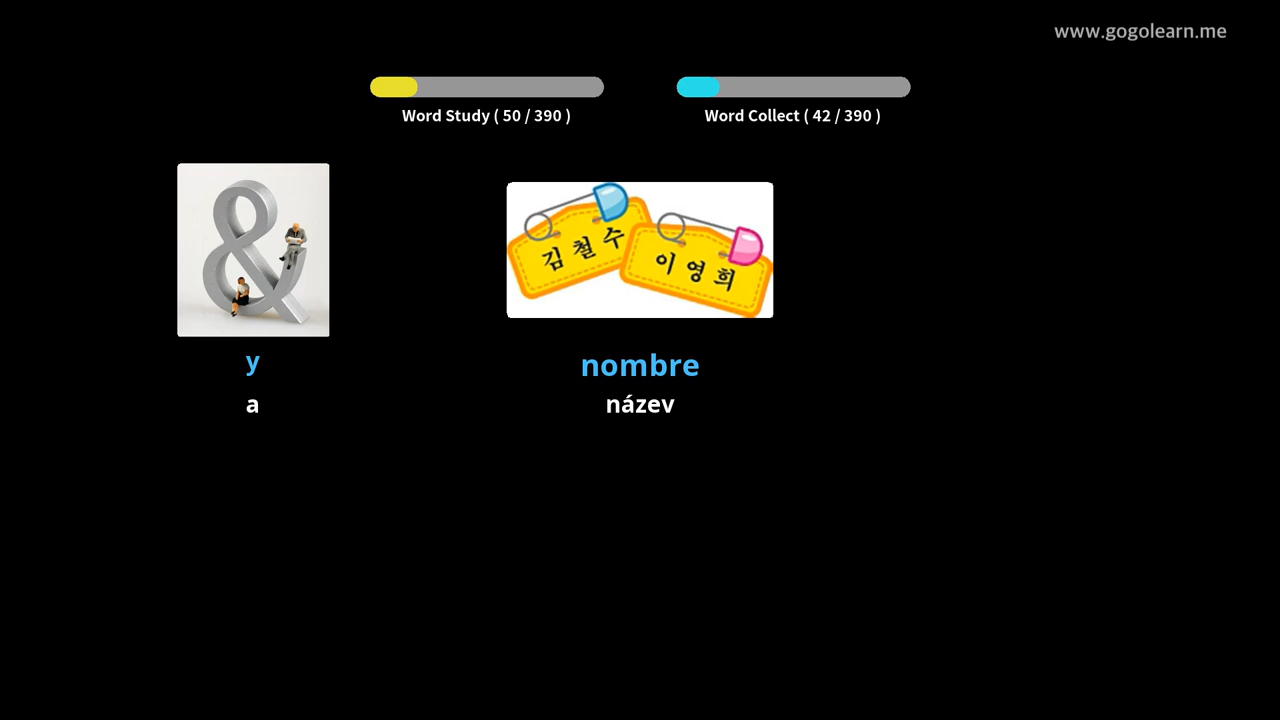 www.gogolearn.me
Word Study ( 50 / 390 )
Word Collect ( 42 / 390 )
&
김철수
이영희
y
nombre
a
název